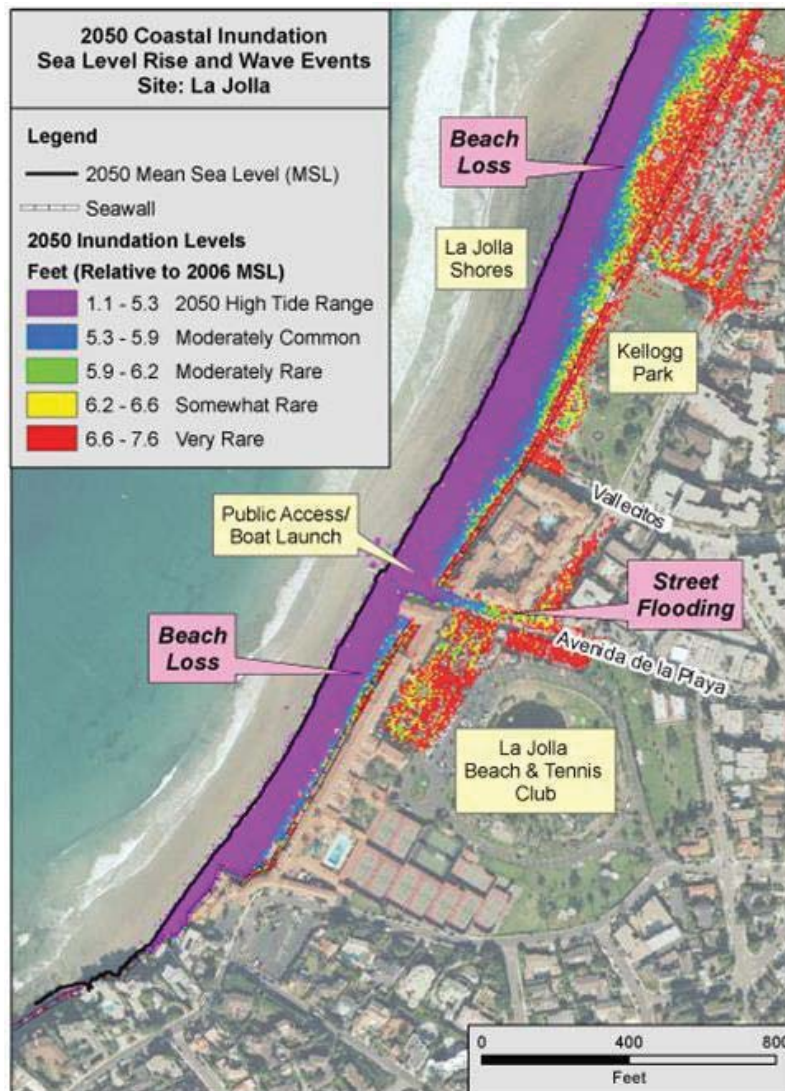 2050 Coastal Inundation
Sea Level Rise and Wave Events
Site: La Jolla
Legend
2050 Mean Sea Level (MSL)
Seawall
2050 Inundation Levels
Feet (Relative to 2006 MSL)
1.1 - 5.3 2050 High Tide Range
5.3 - 5.9 Moderately Common
5.9 - 6.2 Moderately Rare
6.2 - 6.6 Somewhat Rare
6.6 - 7.6 Very Rare
Beach
Loss
La Jolla
Shores
Kellogg
Park
Vallecitos
Public Access/
Boat Launch
Street
Flooding
Beach
Loss
Avenida de la Playa
La Jolla
Beach & Tennis
Club
0 400 800
Feet